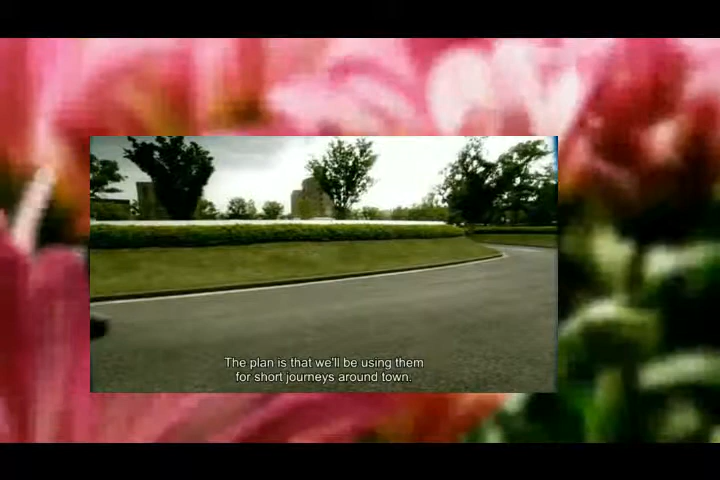 The plan is that we'll be using them
for short journeys around town.